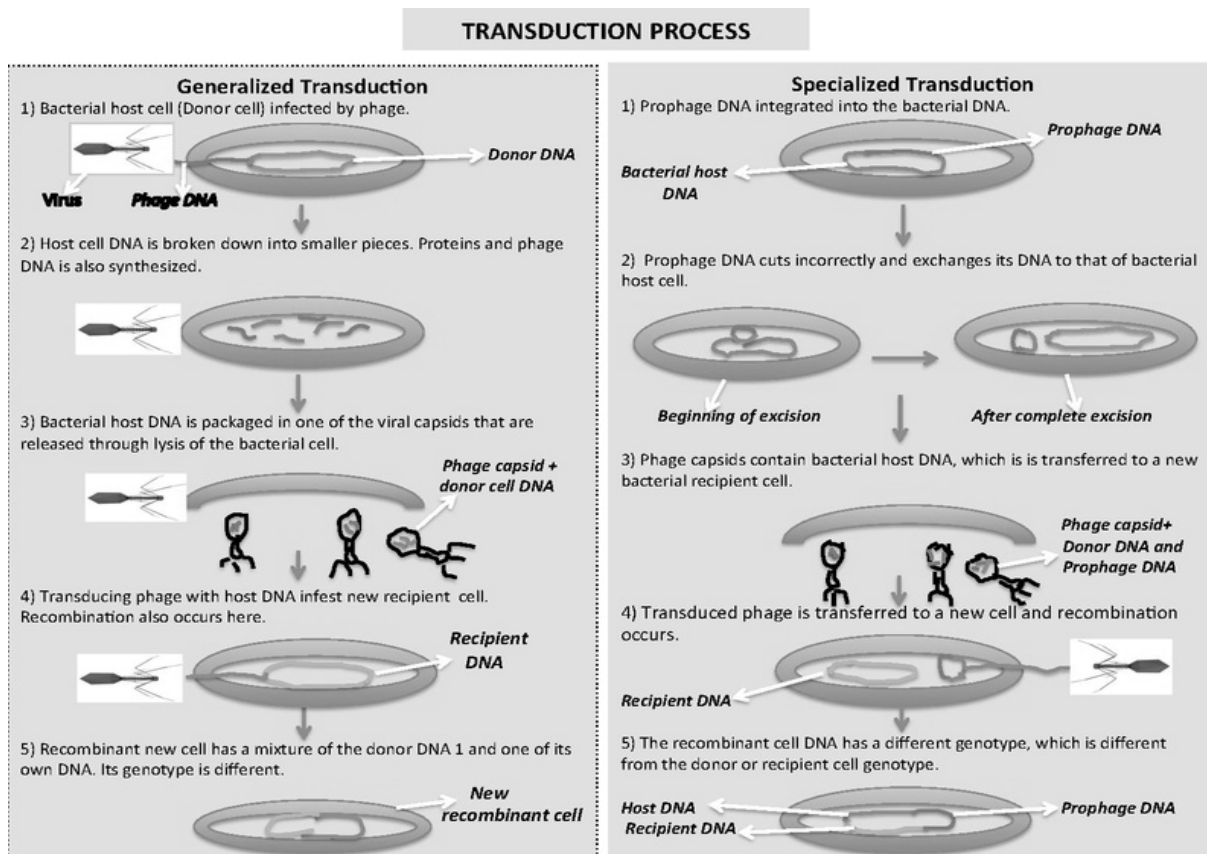 TRANSDUCTION PROCESS
Generalized Transduction
1) Bacterial host cell (Donor cell) infected by phage.
Donor DNA
Virus
Phage DNA
2) Host cell DNA is broken down into smaller pieces. Proteins and phage
DNA is also synthesized.
3) Bacterial host DNA is packaged in one of the viral capsids that are
released through lysis of the bacterial cell.
Phage capsid +
donor cell DNA
4) Transducing phage with host DNA infest new recipient cell.
Recombination also occurs here.
Recipient
DNA
5) Recombinant new cell has a mixture of the donor DNA 1 and one of its
own DNA. Its genotype is different.
New
recombinant cell
Specialized Transduction
1) Prophage DNA integrated into the bacterial DNA.
Prophage DNA
Bacterial host
DNA
2) Prophage DNA cuts incorrectly and exchanges its DNA to that of bacterial
host cell.
Beginning of excision
After complete excision
3) Phage capsids contain bacterial host DNA, which is is transferred to a new
bacterial recipient cell.
Phage capsid+
Donor DNA and
Prophage DNA
4) Transduced phage is transferred to a new cell and recombination
occurs.
Recipient DNA
5) The recombinant cell DNA has a different genotype, which is different
from the donor or recipient cell genotype.
Host DNA
Prophage DNA
Recipient DNA